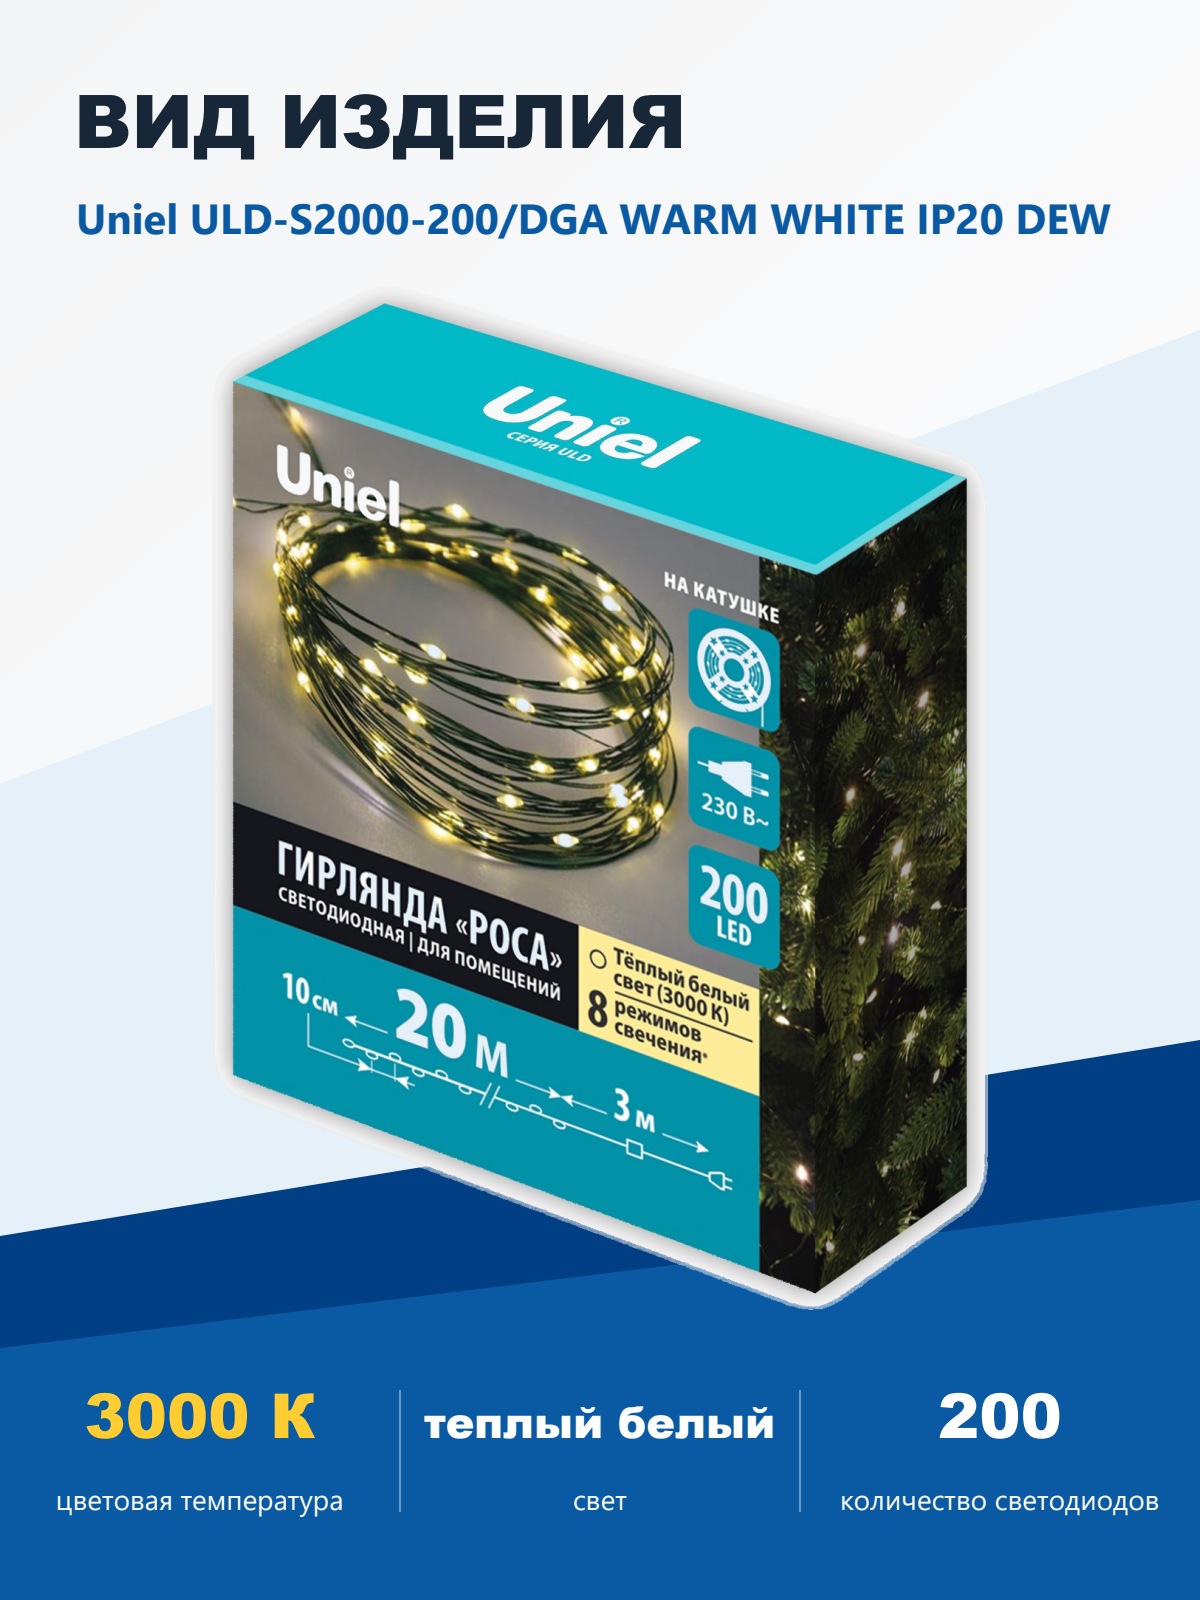 ВИД ИЗДЕЛИЯ
Uniel ULD-S2000-200/DGA WARM WHITE IP20 DEW
Uniel®
СЕРИЯ ULD
Uniel®
НА КАТУШКЕ
230 В~
200
LED
ГИРЛЯНДА «РОСА»
СВЕТОДИОДНАЯ | ДЛЯ ПОМЕЩЕНИЙ
Тёплый белый
свет (3000 К)
8 режимов
свечения*
10 см
20 м
3 м
3000 К
цветовая температура
теплый белый
свет
200
количество светодиодов